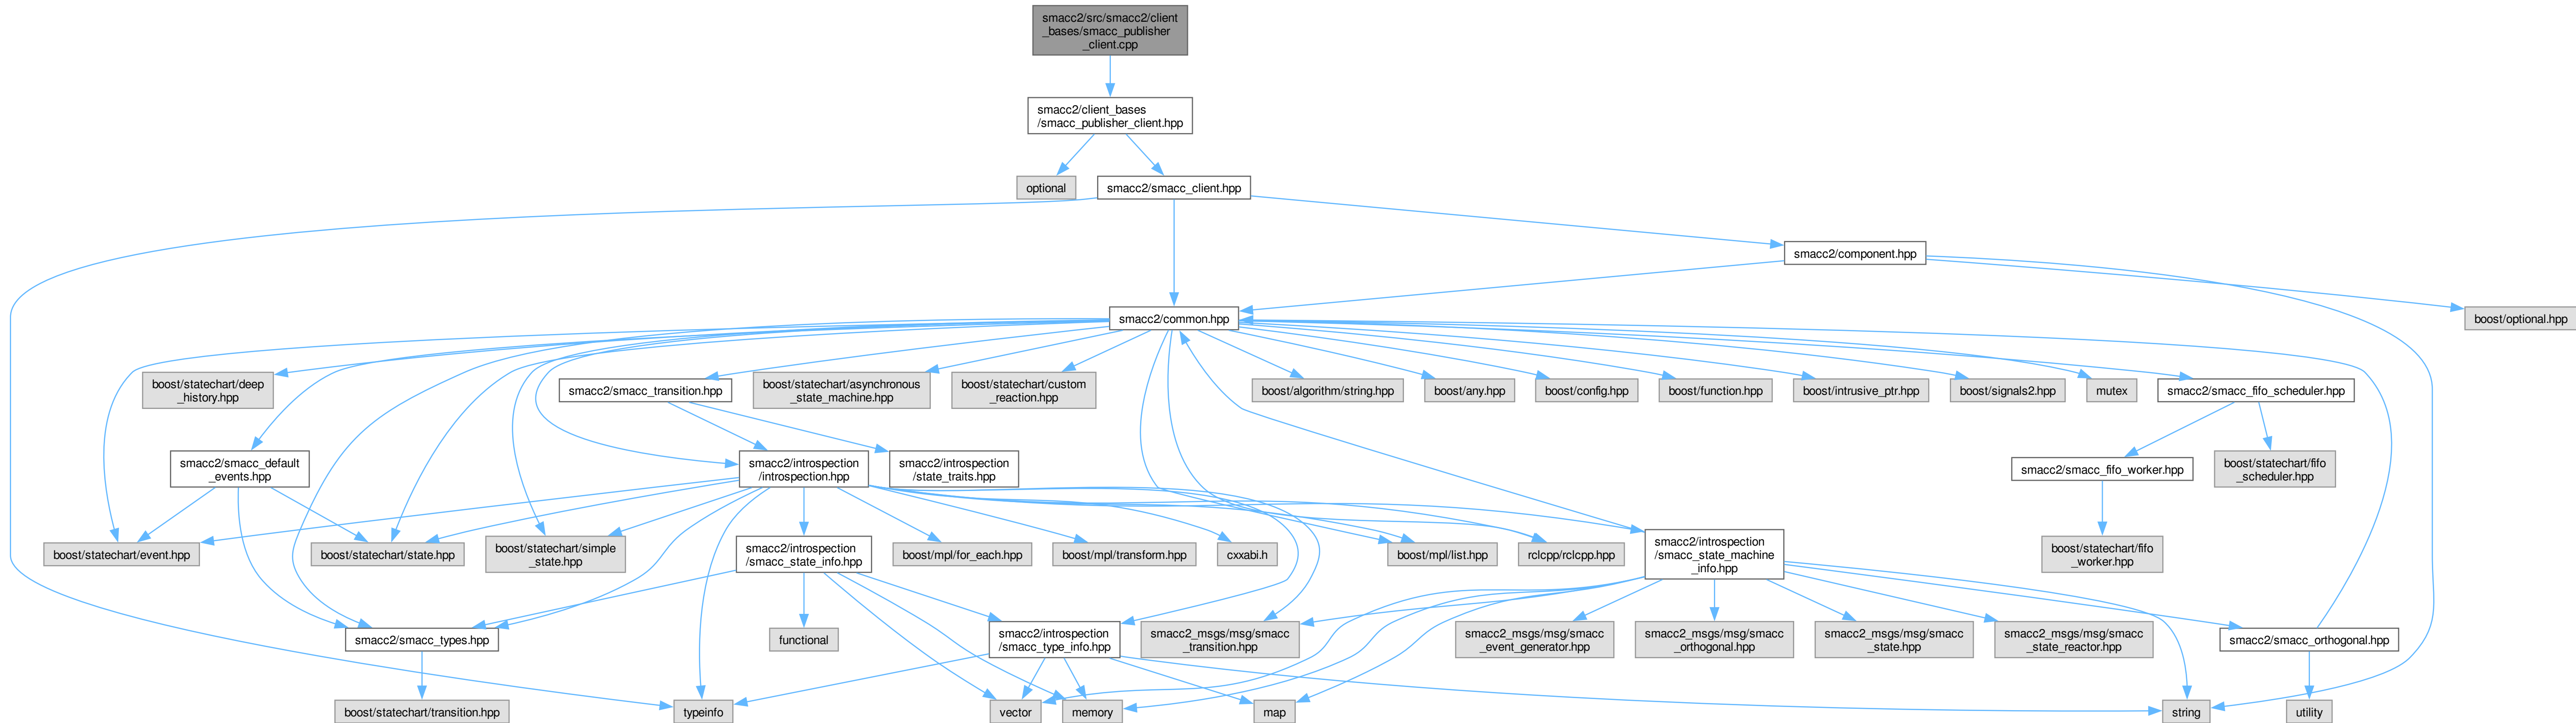 smacc2/src/smacc2/client
_bases/smacc_publisher
_client.cpp
smacc2/client_bases
/smacc_publisher_client.hpp
optional
smacc2/smacc_client.hpp
smacc2/component.hpp
smacc2/common.hpp
boost/optional.hpp
boost/statechart/deep
_history.hpp
smacc2/smacc_transition.hpp
boost/statechart/asynchronous
_state_machine.hpp
boost/statechart/custom
_reaction.hpp
boost/algorithm/string.hpp
boost/any.hpp
boost/config.hpp
boost/function.hpp
boost/intrusive_ptr.hpp
boost/signals2.hpp
mutex
smacc2/smacc_fifo_scheduler.hpp
smacc2/smacc_default
_events.hpp
smacc2/introspection
/introspection.hpp
smacc2/introspection
/state_traits.hpp
smacc2/smacc_fifo_worker.hpp
boost/statechart/fifo
_scheduler.hpp
boost/statechart/event.hpp
boost/statechart/state.hpp
boost/statechart/simple
_state.hpp
smacc2/introspection
/smacc_state_info.hpp
boost/mpl/for_each.hpp
boost/mpl/transform.hpp
cxxabi.h
boost/mpl/list.hpp
rclcpp/rclcpp.hpp
smacc2/introspection
/smacc_state_machine
_info.hpp
boost/statechart/fifo
_worker.hpp
smacc2/smacc_types.hpp
functional
smacc2/introspection
/smacc_type_info.hpp
smacc2_msgs/msg/smacc
_transition.hpp
smacc2_msgs/msg/smacc
_event_generator.hpp
smacc2_msgs/msg/smacc
_orthogonal.hpp
smacc2_msgs/msg/smacc
_state.hpp
smacc2_msgs/msg/smacc
_state_reactor.hpp
smacc2/smacc_orthogonal.hpp
boost/statechart/transition.hpp
typeinfo
vector
memory
map
string
utility